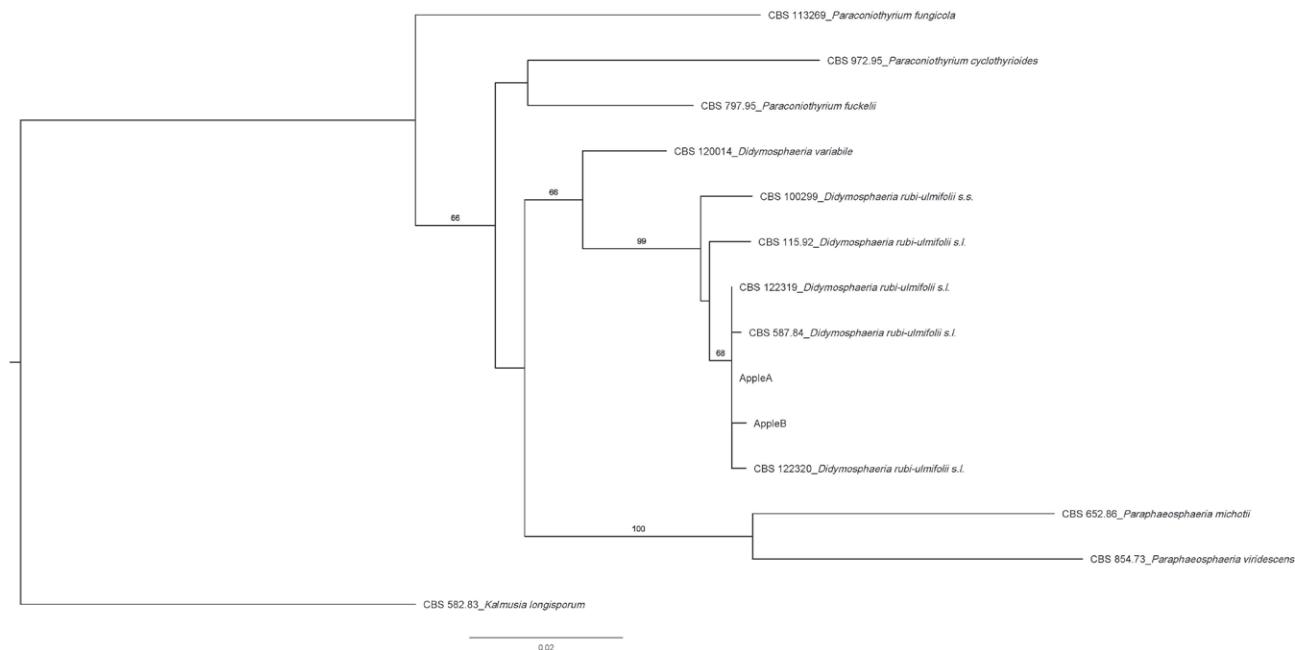 CBS 113269_Paraconiothyrium fungicola
CBS 972.95_Paraconiothyrium cyclothyrioides
CBS 797.95_Paraconiothyrium fuckelii
CBS 120014_Didymosphaeria variabile
66
CBS 100299_Didymosphaeria rubi-ulmifolii s.s.
66
99
CBS 115.92_Didymosphaeria rubi-ulmifolii s.l.
CBS 122319_Didymosphaeria rubi-ulmifolii s.l.
CBS 587.84_Didymosphaeria rubi-ulmifolii s.l.
68
AppleA
AppleB
CBS 122320_Didymosphaeria rubi-ulmifolii s.l.
CBS 652.86_Paraphaeosphaeria michotii
100
CBS 854.73_Paraphaeosphaeria viridescens
CBS 582.83_Kalmusia longisporum
0.02